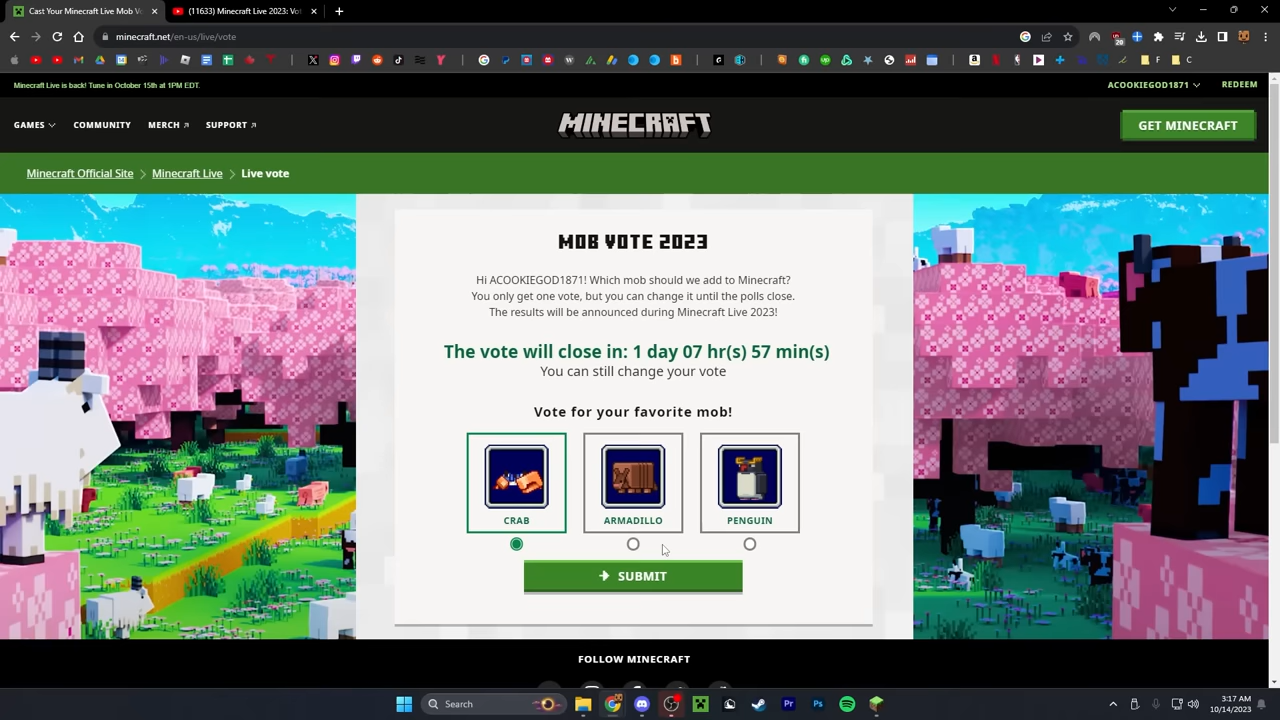 Cast Your Minecraft Live Mob V
(11633) Minecraft Live 2023: Vot
minecraft.net/en-us/live/vote
Minecraft Live is back! Tune in October 15th at 1PM EDT.
ACOOKIEGOD1871
REDEEM
GAMES
COMMUNITY
MERCH
SUPPORT
MINECRAFT
GET MINECRAFT
Minecraft Official Site
Minecraft Live
Live vote
MOB VOTE 2023
Hi ACOOKIEGOD1871! Which mob should we add to Minecraft?
You only get one vote, but you can change it until the polls close.
The results will be announced during Minecraft Live 2023!
The vote will close in: 1 day 07 hr(s) 57 min(s)
You can still change your vote
Vote for your favorite mob!
CRAB
ARMADILLO
PENGUIN
SUBMIT
FOLLOW MINECRAFT
Search
3:17 AM
10/14/2023